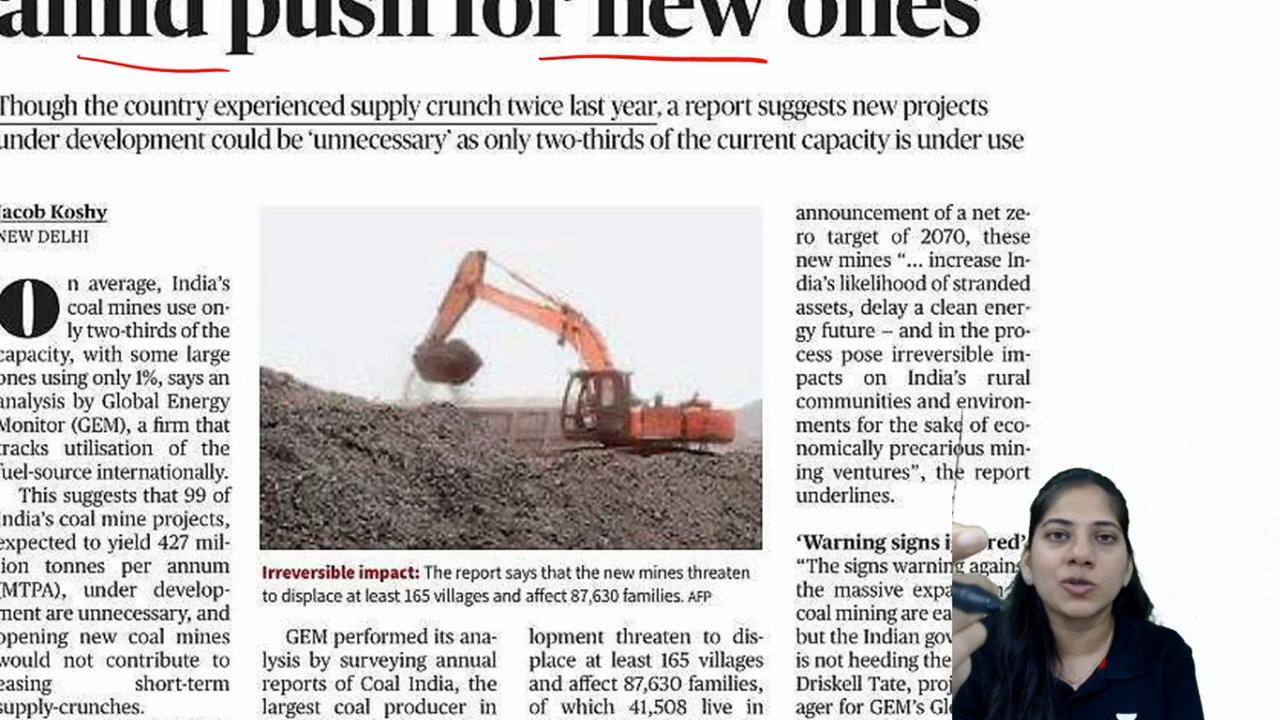 amid push for new ones
Though the country experienced supply crunch twice last year, a report suggests new projects
under development could be ‘unnecessary’ as only two-thirds of the current capacity is under use
Jacob Koshy
NEW DELHI
On average, India’s
coal mines use on-
ly two-thirds of the
capacity, with some large
ones using only 1%, says an
analysis by Global Energy
Monitor (GEM), a firm that
tracks utilisation of the
fuel-source internationally.
This suggests that 99 of
India’s coal mine projects,
expected to yield 427 mil-
lion tonnes per annum
(MTPA), under develop-
ment are unnecessary, and
opening new coal mines
would not contribute to
easing short-term
supply-crunches.
Irreversible impact: The report says that the new mines threaten
to displace at least 165 villages and affect 87,630 families. AFP
GEM performed its ana-
lysis by surveying annual
reports of Coal India, the
largest coal producer in
lopment threaten to dis-
place at least 165 villages
and affect 87,630 families,
of which 41,508 live in
announcement of a net ze-
ro target of 2070, these
new mines “... increase In-
dia’s likelihood of stranded
assets, delay a clean ener-
gy future – and in the pro-
cess pose irreversible im-
pacts on India’s rural
communities and environ-
ments for the sake of eco-
nomically precarious min-
ing ventures”, the report
underlines.
‘Warning signs
“The signs warning
the massive
coal mining are
but the Indian
is not heeding the
Driskell Tate,
ager for GEM’s